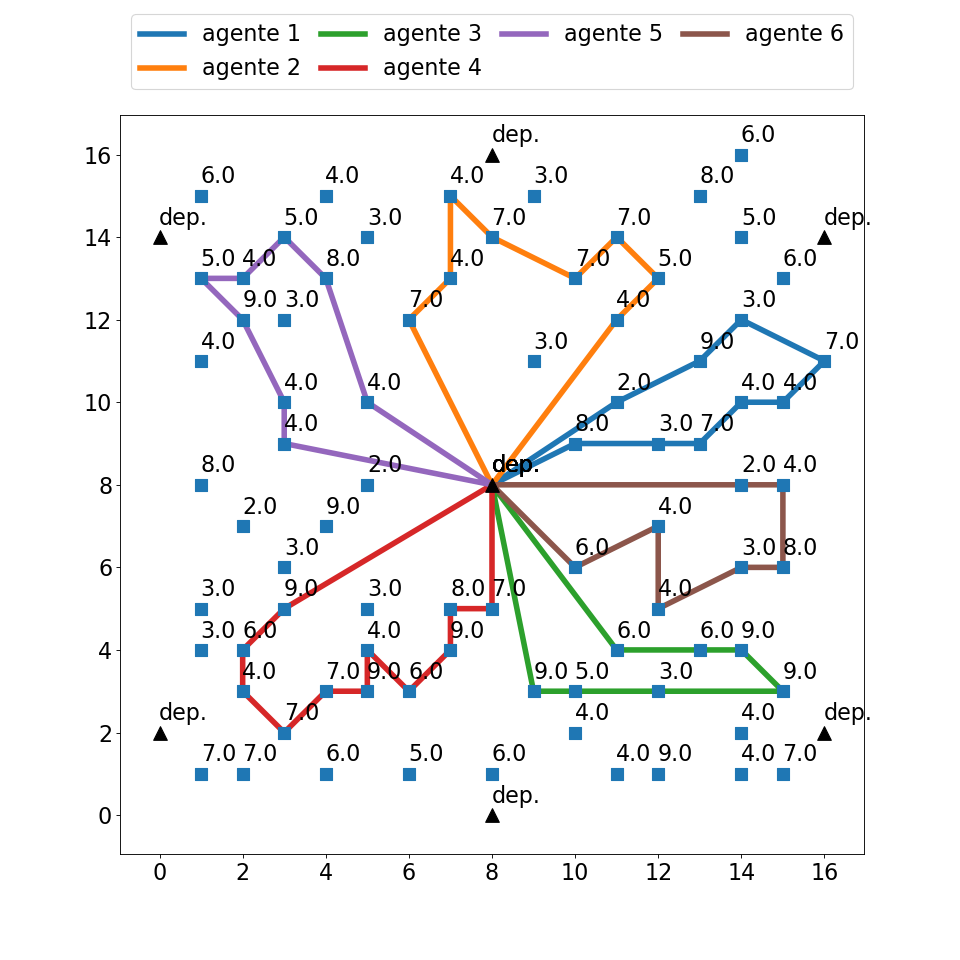 agente 1 agente 3 agente 5 agente 6
agente 2 agente 4
dep. 6.0
16
6.0 4.0 4.0 3.0 8.0
dep. 5.0 3.0 7.0 7.0 5.0 dep.
14
5.0 4.0 8.0 4.0 7.0 5.0 6.0
9.0 3.0 7.0 4.0 3.0
12
4.0 3.0 9.0 7.0
4.0 4.0 2.0 4.0 4.0
10
4.0 8.0 3.0 7.0
8.0 2.0 dep. 2.0 4.0
8
2.0 9.0 4.0
3.0 6.0 3.0 8.0
6
3.0 9.0 3.0 8.0 7.0 4.0
3.0 6.0 4.0 9.0 6.0 6.0 9.0
4
4.0 7.0 9.0 6.0 9.0 5.0 3.0 9.0
dep. 7.0 4.0 4.0 dep.
2
7.0 7.0 6.0 5.0 6.0 4.0 9.0 4.0 7.0
dep.
0
0 2 4 6 8 10 12 14 16